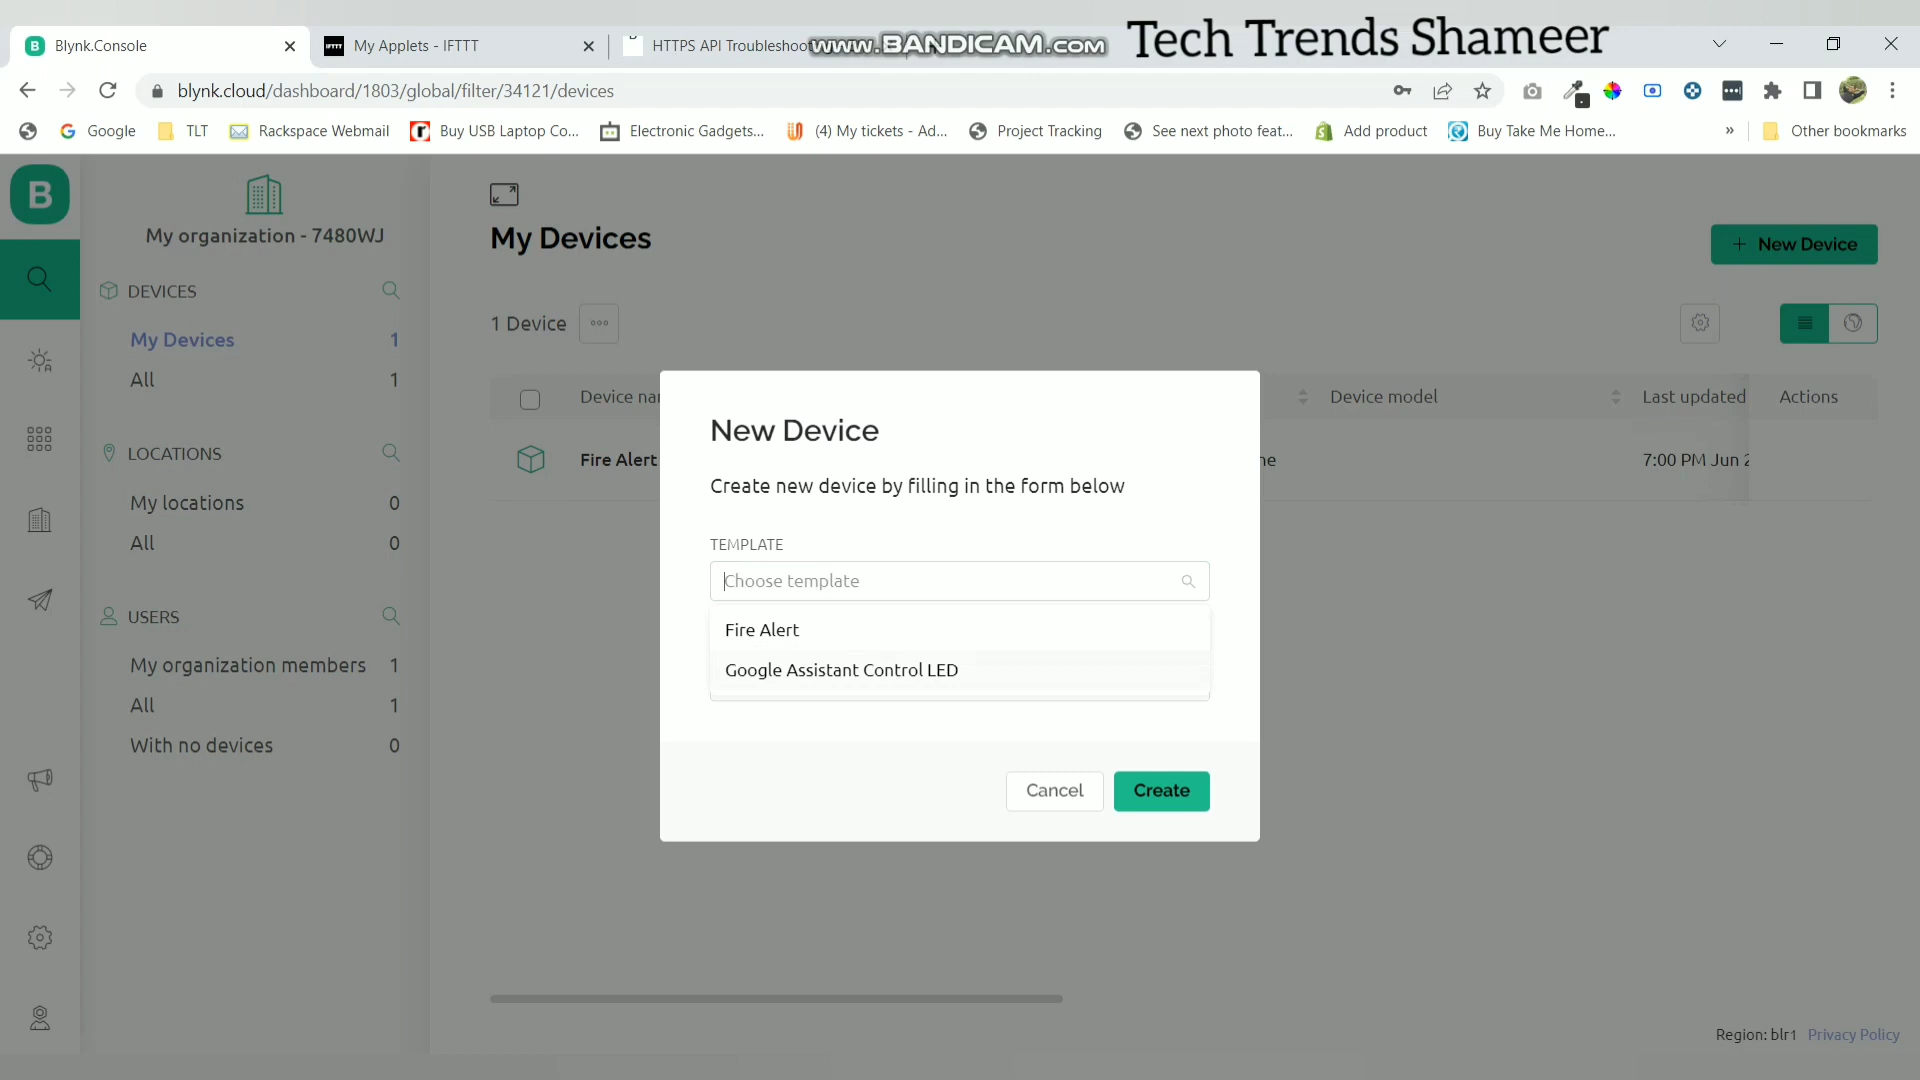 Blynk.Console
My Applets - IFTTT
HTTPS API Troubleshoot
www.BANDICAM.com
Tech Trends Shameer
blynk.cloud/dashboard/1803/global/filter/34121/devices
Google
TLT
Rackspace Webmail
Buy USB Laptop Co...
Electronic Gadgets...
(4) My tickets - Ad...
Project Tracking
See next photo feat...
Add product
Buy Take Me Home...
»
Other bookmarks
B
My organization - 7480WJ
DEVICES
My Devices 1
All 1
LOCATIONS
My locations 0
All 0
USERS
My organization members 1
All 1
With no devices 0
My Devices
+ New Device
1 Device
Device na
Device model
Last updated
Actions
Fire Alert
ne
7:00 PM Jun 2
New Device
Create new device by filling in the form below
TEMPLATE
Choose template
Fire Alert
Google Assistant Control LED
Cancel
Create
Region: blr1 Privacy Policy